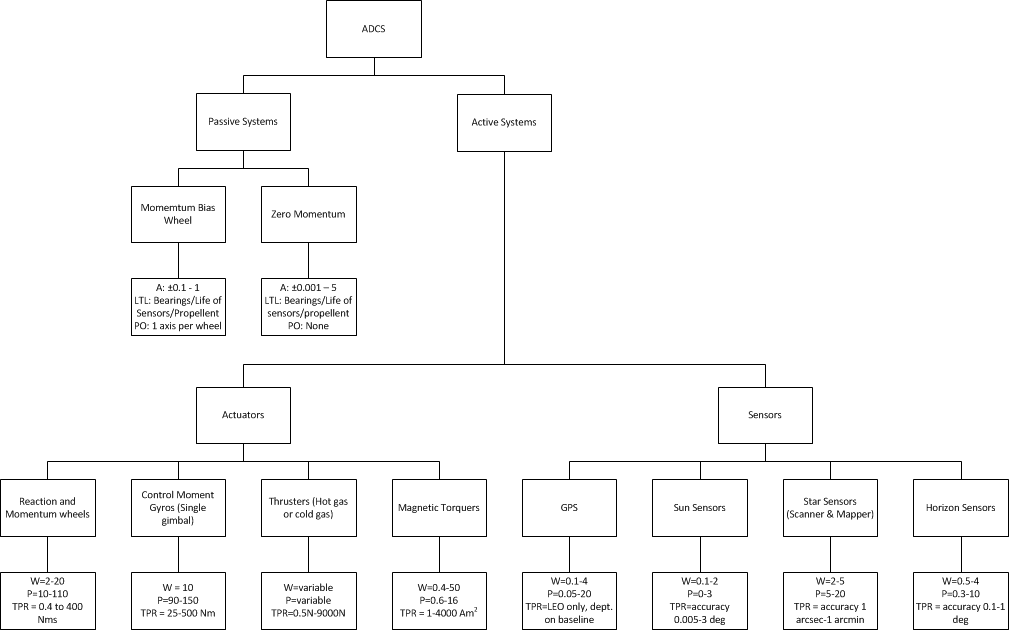 ADCS
Passive Systems
Active Systems
Momemtum Bias
Wheel
Zero Momentum
A: ±0.1 - 1
LTL: Bearings/Life of
Sensors/Propellent
PO: 1 axis per wheel
A: ±0.001 – 5
LTL: Bearings/Life of
sensors/propellent
PO: None
Actuators
Sensors
Reaction and
Momentum wheels
Control Moment
Gyros (Single
gimbal)
Thrusters (Hot gas
or cold gas)
Magnetic Torquers
GPS
Sun Sensors
Star Sensors
(Scanner & Mapper)
Horizon Sensors
W=2-20
P=10-110
TPR = 0.4 to 400
Nms
W = 10
P=90-150
TPR = 25-500 Nm
W=variable
P=variable
TPR=0.5N-9000N
W=0.4-50
P=0.6-16
TPR = 1-4000 Am²
W=0.1-4
P=0.05-20
TPR=LEO only, dept.
on baseline
W=0.1-2
P=0-3
TPR=accuracy
0.005-3 deg
W=2-5
P=5-20
TPR = accuracy 1
arcsec-1 arcmin
W=0.5-4
P=0.3-10
TPR = accuracy 0.1-1
deg